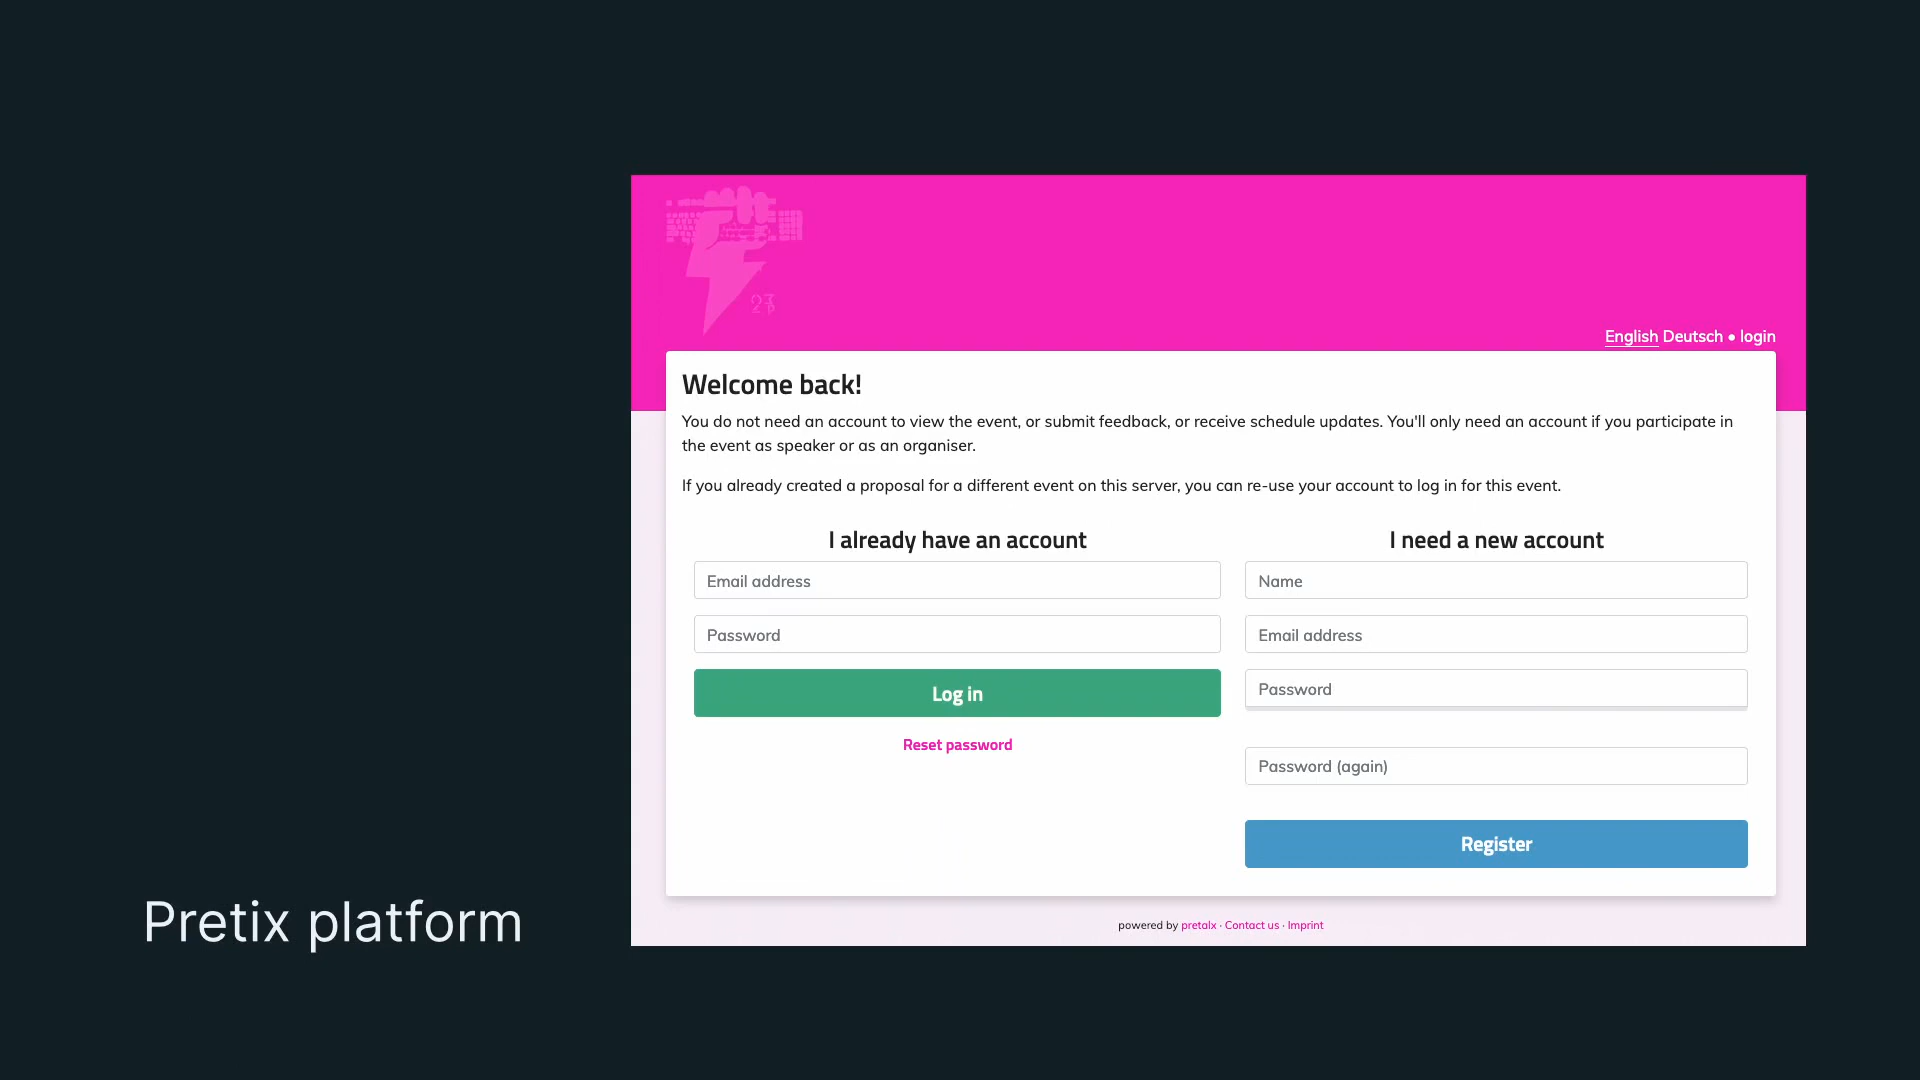 English Deutsch • login
Welcome back!
You do not need an account to view the event, or submit feedback, or receive schedule updates. You'll only need an account if you participate in
the event as speaker or as an organiser.
If you already created a proposal for a different event on this server, you can re-use your account to log in for this event.
I already have an account
Email address
Password
Log in
Reset password
I need a new account
Name
Email address
Password
Password (again)
Register
powered by pretalx · Contact us · Imprint
Pretix platform